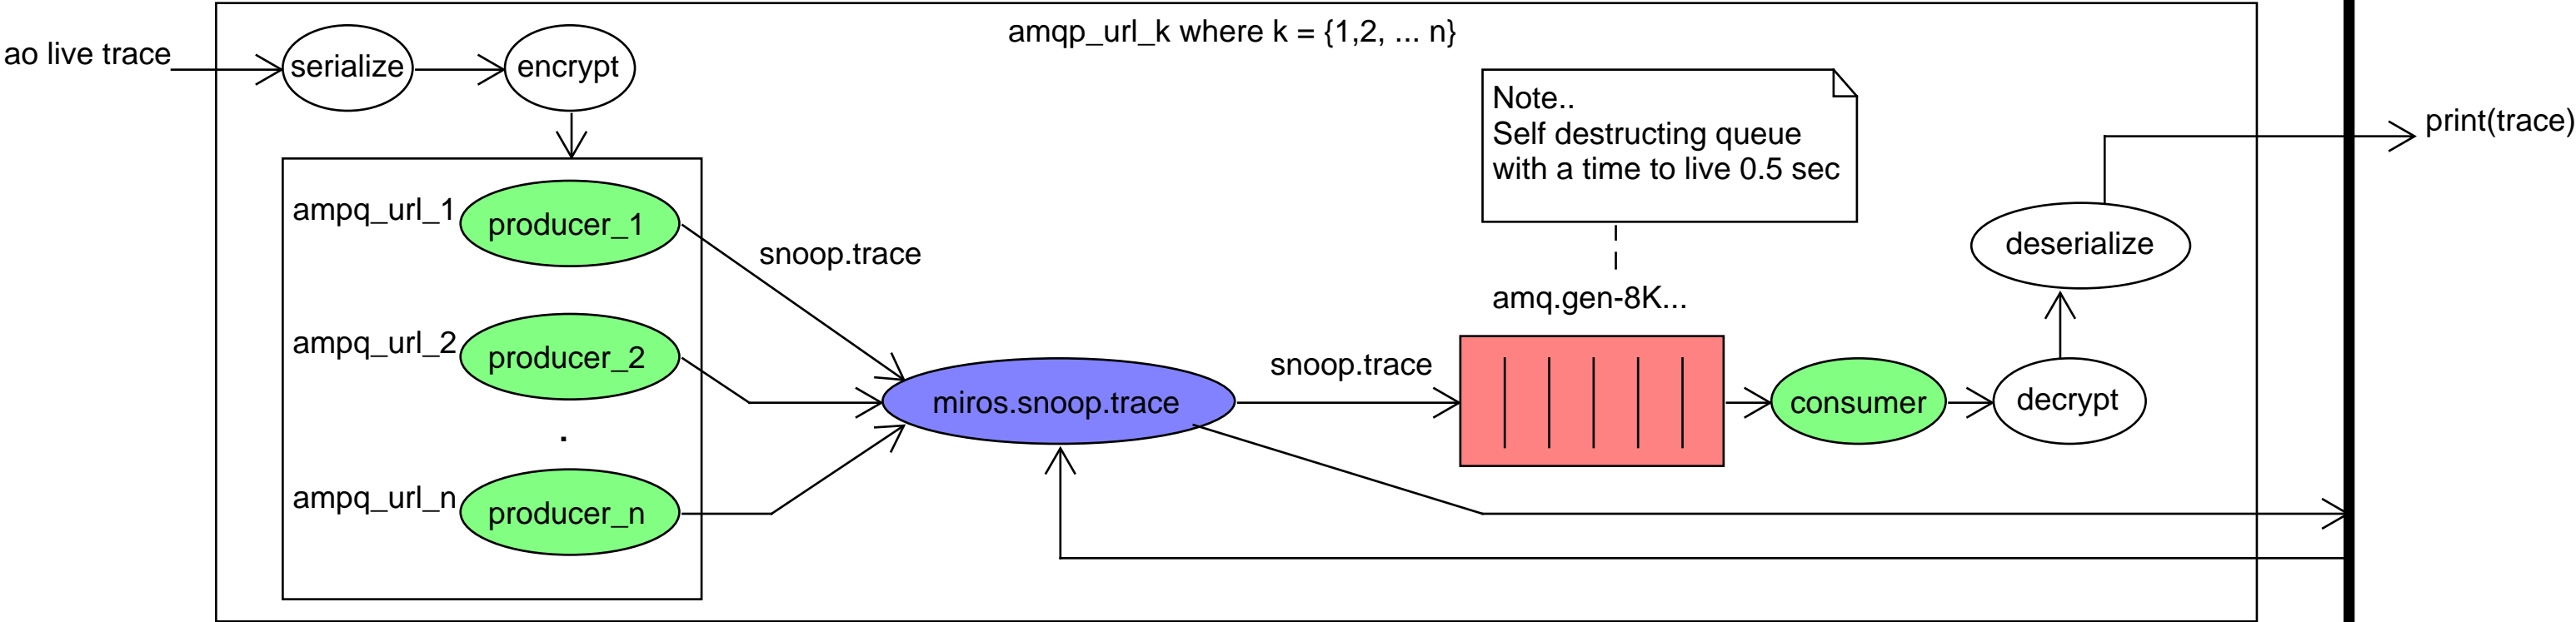 amqp_url_k where k = {1,2, ... n}
ao live trace
serialize
encrypt
Note..
Self destructing queue
with a time to live 0.5 sec
print(trace)
ampq_url_1
producer_1
snoop.trace
deserialize
amq.gen-8K...
ampq_url_2
producer_2
snoop.trace
miros.snoop.trace
consumer
decrypt
.
ampq_url_n
producer_n